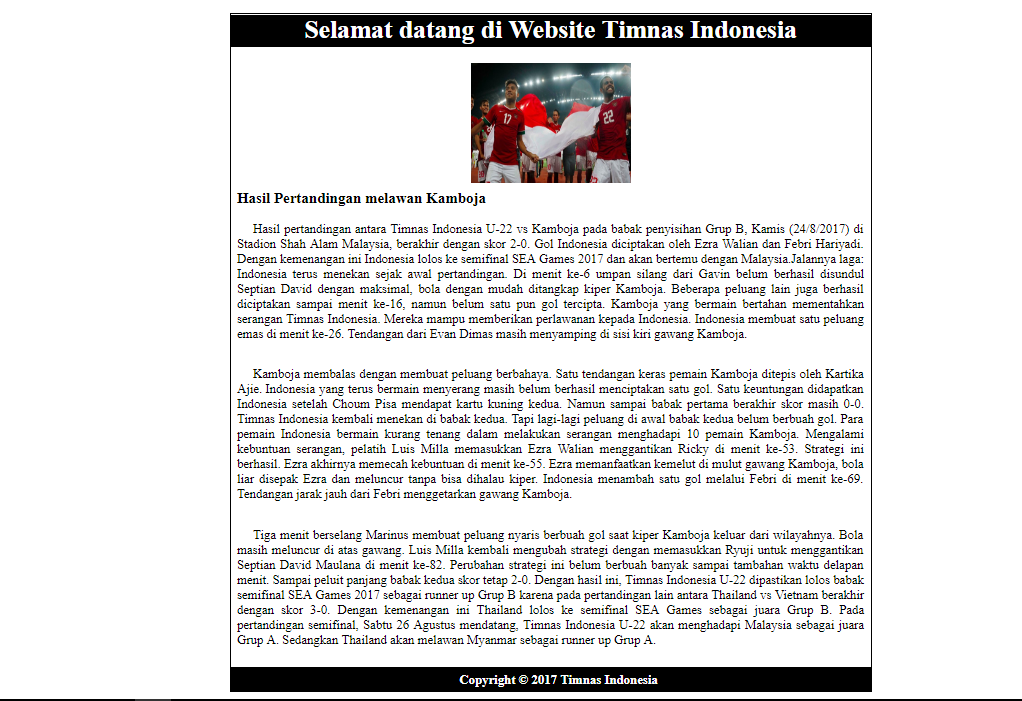 Selamat datang di Website Timnas Indonesia
17
22
Hasil Pertandingan melawan Kamboja
Hasil pertandingan antara Timnas Indonesia U-22 vs Kamboja pada babak penyisihan Grup B, Kamis (24/8/2017) di
Stadion Shah Alam Malaysia, berakhir dengan skor 2-0. Gol Indonesia diciptakan oleh Ezra Walian dan Febri Hariyadi.
Dengan kemenangan ini Indonesia lolos ke semifinal SEA Games 2017 dan akan bertemu dengan Malaysia.Jalannya laga:
Indonesia terus menekan sejak awal pertandingan. Di menit ke-6 umpan silang dari Gavin belum berhasil disundul
Septian David dengan maksimal, bola dengan mudah ditangkap kiper Kamboja. Beberapa peluang lain juga berhasil
diciptakan sampai menit ke-16, namun belum satu pun gol tercipta. Kamboja yang bermain bertahan mementahkan
serangan Timnas Indonesia. Mereka mampu memberikan perlawanan kepada Indonesia. Indonesia membuat satu peluang
emas di menit ke-26. Tendangan dari Evan Dimas masih menyamping di sisi kiri gawang Kamboja.
Kamboja membalas dengan membuat peluang berbahaya. Satu tendangan keras pemain Kamboja ditepis oleh Kartika
Ajie. Indonesia yang terus bermain menyerang masih belum berhasil menciptakan satu gol. Satu keuntungan didapatkan
Indonesia setelah Choum Pisa mendapat kartu kuning kedua. Namun sampai babak pertama berakhir skor masih 0-0.
Timnas Indonesia kembali menekan di babak kedua. Tapi lagi-lagi peluang di awal babak kedua belum berbuah gol. Para
pemain Indonesia bermain kurang tenang dalam melakukan serangan menghadapi 10 pemain Kamboja. Mengalami
kebuntuan serangan, pelatih Luis Milla memasukkan Ezra Walian menggantikan Ricky di menit ke-53. Strategi ini
berhasil. Ezra akhirnya memecah kebuntuan di menit ke-55. Ezra memanfaatkan kemelut di mulut gawang Kamboja, bola
liar disepak Ezra dan meluncur tanpa bisa dihalau kiper. Indonesia menambah satu gol melalui Febri di menit ke-69.
Tendangan jarak jauh dari Febri menggetarkan gawang Kamboja.
Tiga menit berselang Marinus membuat peluang nyaris berbuah gol saat kiper Kamboja keluar dari wilayahnya. Bola
masih meluncur di atas gawang. Luis Milla kembali mengubah strategi dengan memasukkan Ryuji untuk menggantikan
Septian David Maulana di menit ke-82. Perubahan strategi ini belum berbuah banyak sampai tambahan waktu delapan
menit. Sampai peluit panjang babak kedua skor tetap 2-0. Dengan hasil ini, Timnas Indonesia U-22 dipastikan lolos babak
semifinal SEA Games 2017 sebagai runner up Grup B karena pada pertandingan lain antara Thailand vs Vietnam berakhir
dengan skor 3-0. Dengan kemenangan ini Thailand lolos ke semifinal SEA Games sebagai juara Grup B. Pada
pertandingan semifinal, Sabtu 26 Agustus mendatang, Timnas Indonesia U-22 akan menghadapi Malaysia sebagai juara
Grup A. Sedangkan Thailand akan melawan Myanmar sebagai runner up Grup A.
Copyright © 2017 Timnas Indonesia